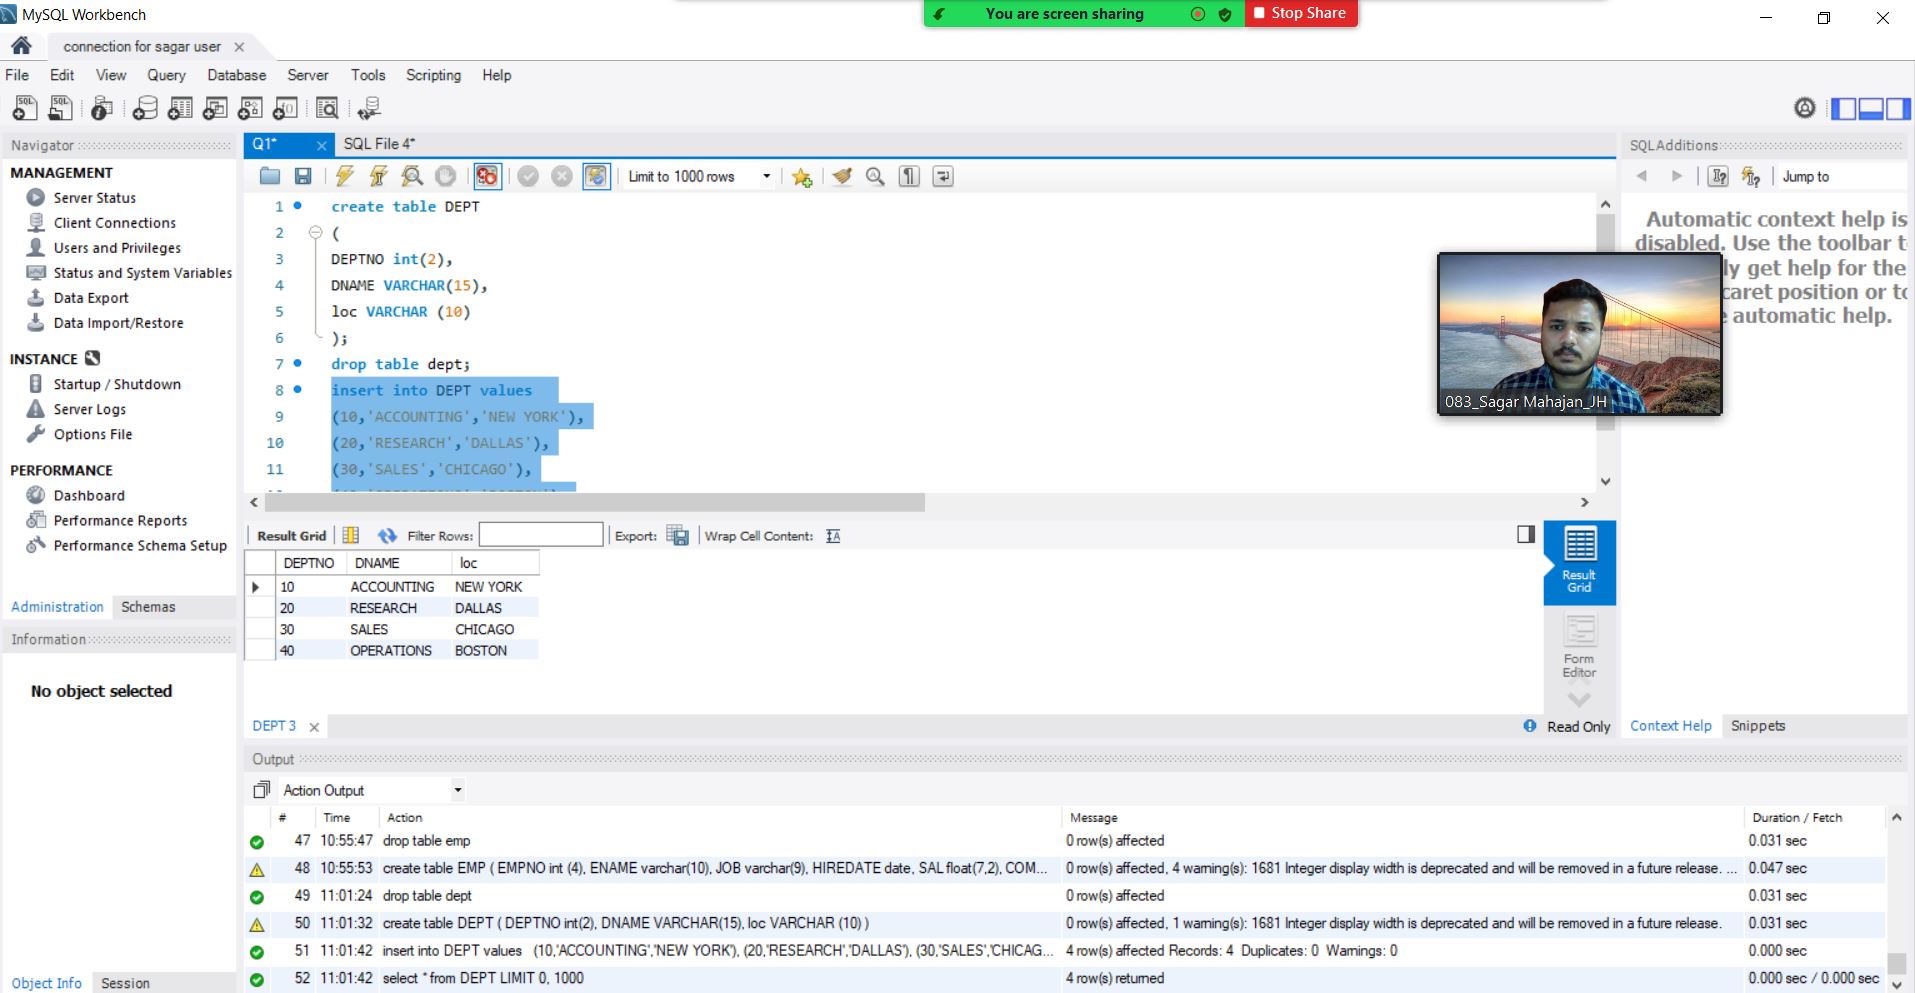 MySQL Workbench
You are screen sharing
Stop Share
connection for sagar user
File Edit View Query Database Server Tools Scripting Help
Navigator
MANAGEMENT
Server Status
Client Connections
Users and Privileges
Status and System Variables
Data Export
Data Import/Restore
INSTANCE
Startup / Shutdown
Server Logs
Options File
PERFORMANCE
Dashboard
Performance Reports
Performance Schema Setup
Administration Schemas
Information
No object selected
Object Info Session
Q1* SQL File 4*
Limit to 1000 rows
1 create table DEPT
2 (
3 DEPTNO int(2),
4 DNAME VARCHAR(15),
5 loc VARCHAR (10)
6 );
7 drop table dept;
8 insert into DEPT values
9 (10,'ACCOUNTING','NEW YORK'),
10 (20,'RESEARCH','DALLAS'),
11 (30,'SALES','CHICAGO'),
Result Grid Filter Rows: Export: Wrap Cell Content:
DEPTNO DNAME loc
10 ACCOUNTING NEW YORK
20 RESEARCH DALLAS
30 SALES CHICAGO
40 OPERATIONS BOSTON
Result
Grid
Form
Editor
DEPT 3
Read Only
SQLAdditions
Jump to
Automatic context help is
disabled. Use the toolbar
get help for the
caret position or
automatic help.
083_Sagar Mahajan_JH
Context Help Snippets
Output
Action Output
# Time Action Message Duration / Fetch
47 10:55:47 drop table emp 0 row(s) affected 0.031 sec
48 10:55:53 create table EMP ( EMPNO int (4), ENAME varchar(10), JOB varchar(9), HIREDATE date, SAL float(7,2), COM... 0 row(s) affected, 4 warning(s): 1681 Integer display width is deprecated and will be removed in a future release. ... 0.047 sec
49 11:01:24 drop table dept 0 row(s) affected 0.031 sec
50 11:01:32 create table DEPT ( DEPTNO int(2), DNAME VARCHAR(15), loc VARCHAR (10) ) 0 row(s) affected, 1 warning(s): 1681 Integer display width is deprecated and will be removed in a future release. 0.031 sec
51 11:01:42 insert into DEPT values (10,'ACCOUNTING','NEW YORK'), (20,'RESEARCH','DALLAS'), (30,'SALES','CHICAG... 4 row(s) affected Records: 4 Duplicates: 0 Warnings: 0 0.000 sec
52 11:01:42 select * from DEPT LIMIT 0, 1000 4 row(s) returned 0.000 sec / 0.000 sec